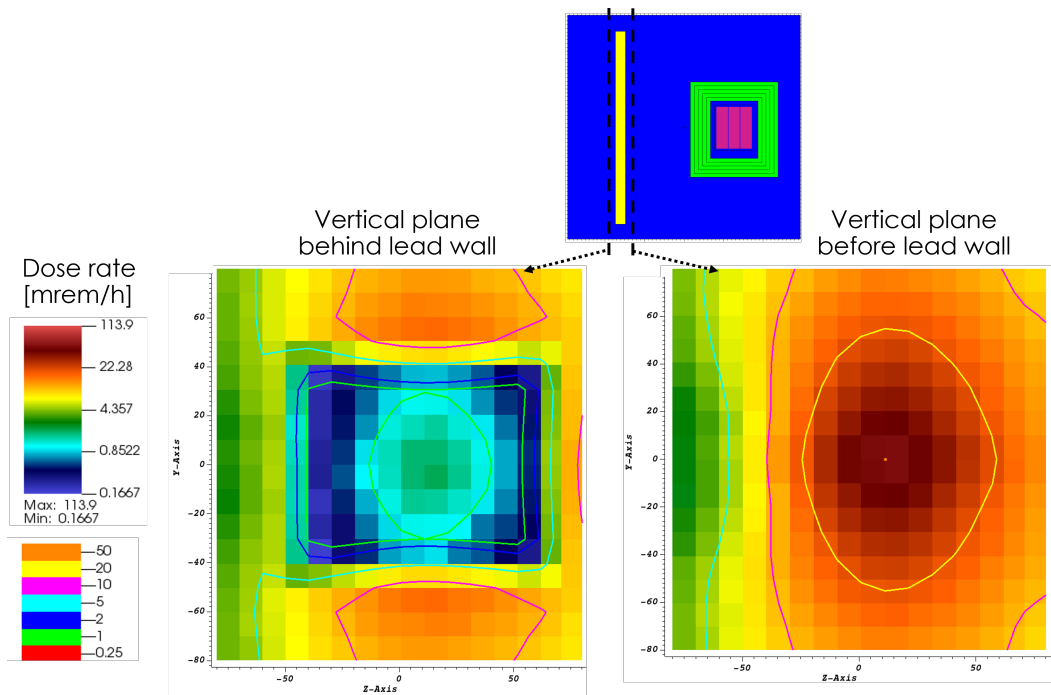 Vertical plane
behind lead wall
Vertical plane
before lead wall
Dose rate
[mrem/h]
113.9
22.28
4.357
0.8522
0.1667
Max: 113.9
Min: 0.1667
50
20
10
5
2
1
0.25
Y-Axis
60
40
20
0
-20
-40
-60
-80
-50
0
50
Z-Axis
Y-Axis
60
40
20
0
-20
-40
-60
-80
-50
0
50
Z-Axis